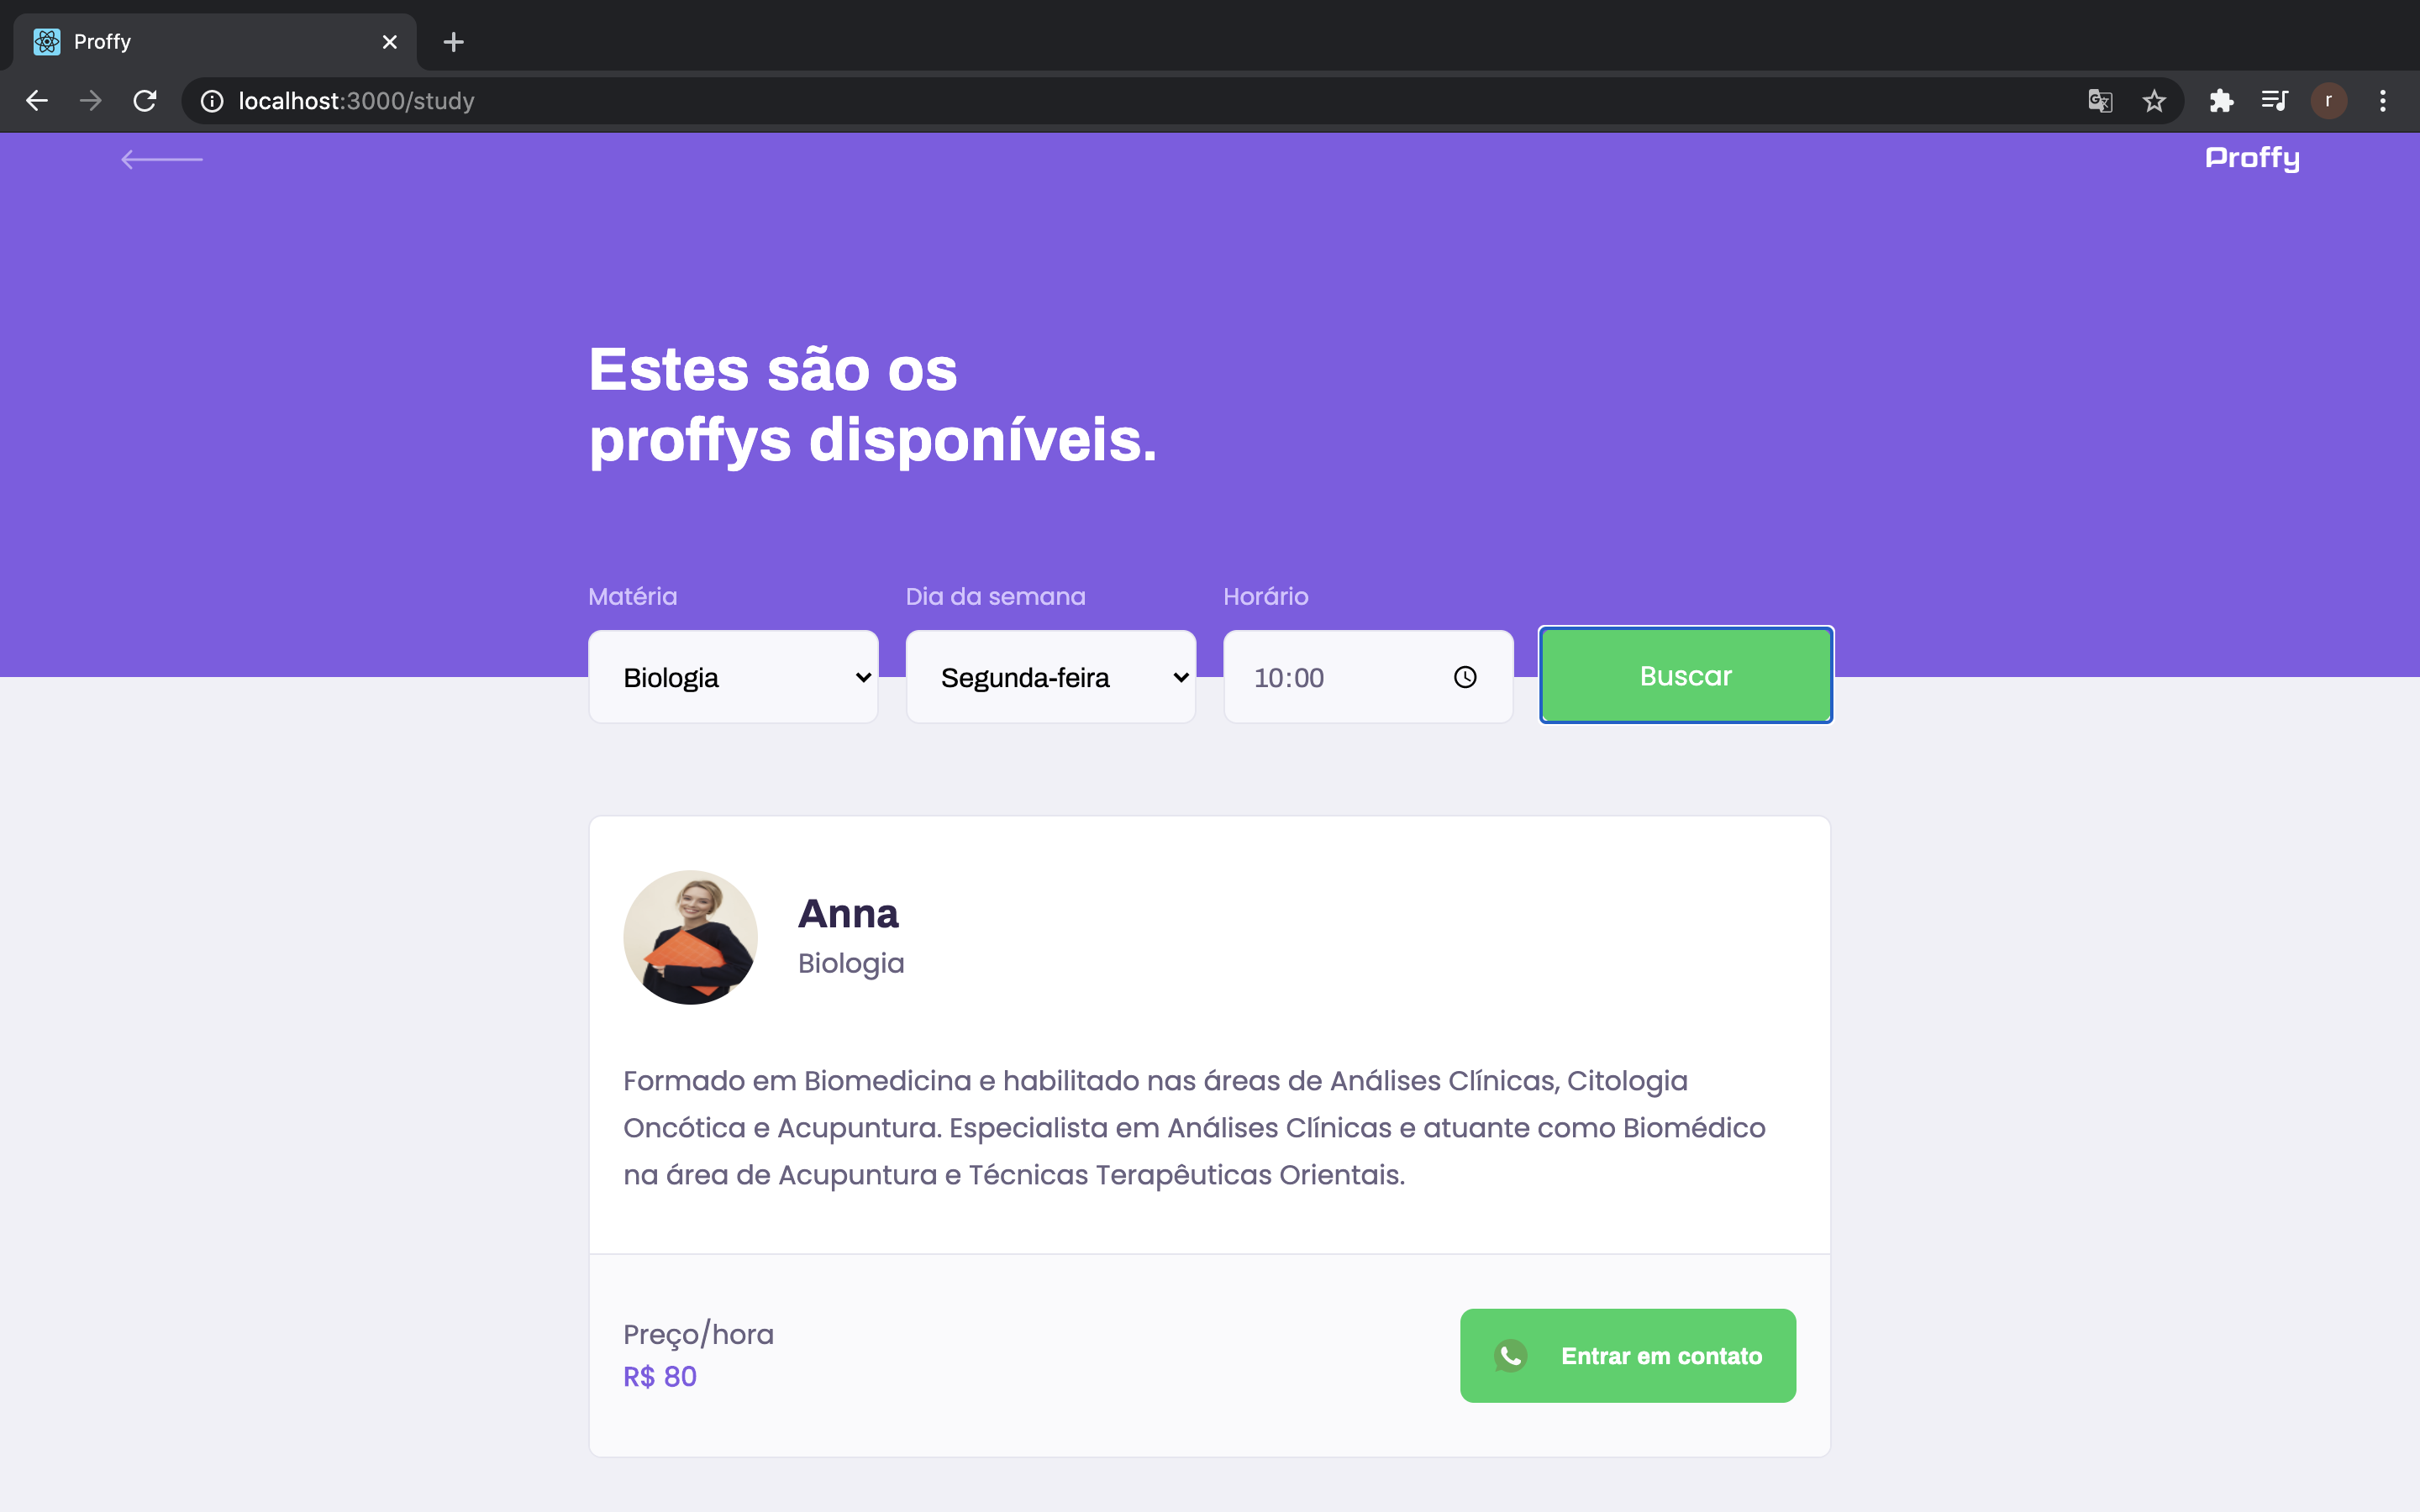 Proffy
localhost:3000/study
r
Proffy
Estes são os
proffys disponíveis.
Matéria
Dia da semana
Horário
Biologia
Segunda-feira
10:00
Buscar
Anna
Biologia
Formado em Biomedicina e habilitado nas áreas de Análises Clínicas, Citologia
Oncótica e Acupuntura. Especialista em Análises Clínicas e atuante como Biomédico
na área de Acupuntura e Técnicas Terapêuticas Orientais.
Preço/hora
R$ 80
Entrar em contato